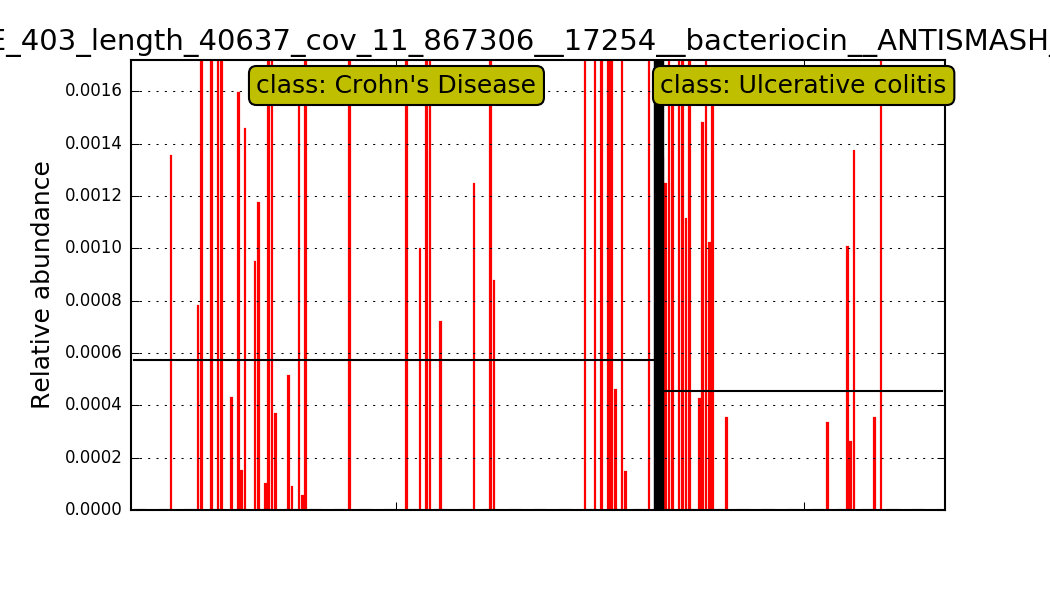 E_403_length_40637_cov_11_867306__17254__bacteriocin__ANTISMASH_
class: Crohn's Disease
class: Ulcerative colitis
Relative abundance
0.0016
0.0014
0.0012
0.0010
0.0008
0.0006
0.0004
0.0002
0.0000